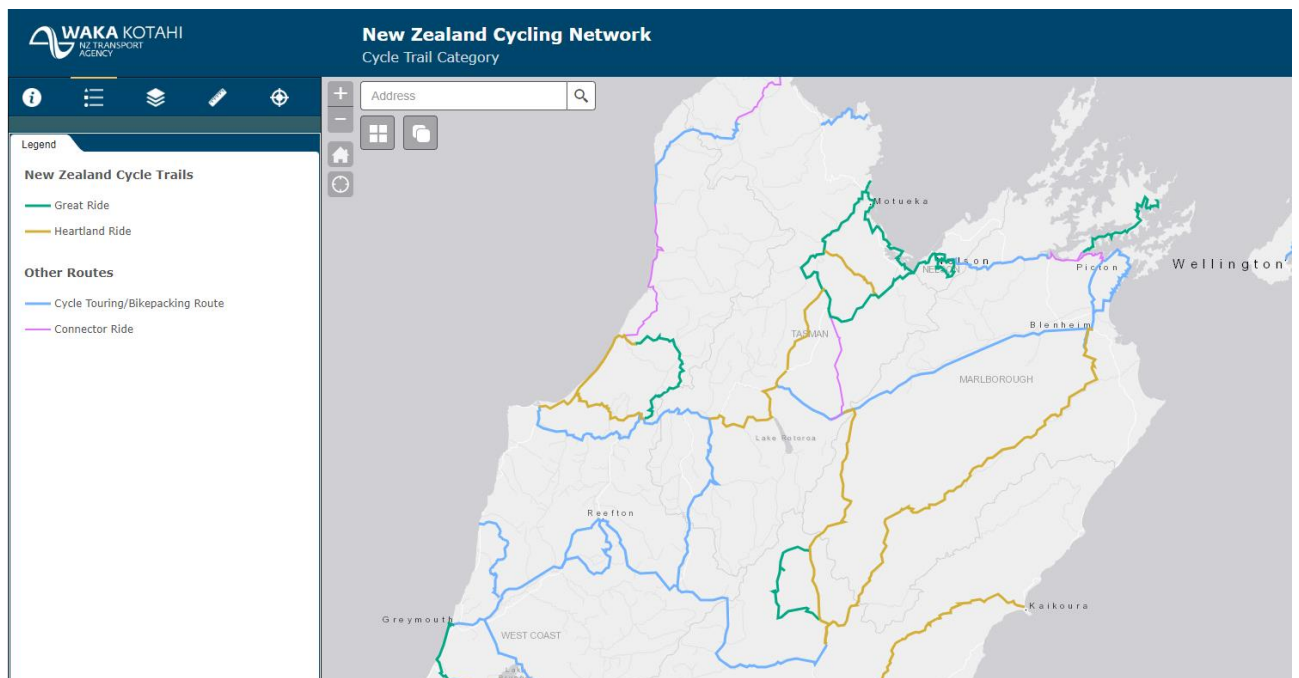 WAKA KOTAHI
NZ TRANSPORT
AGENCY
New Zealand Cycling Network
Cycle Trail Category
Address
Legend
New Zealand Cycle Trails
Great Ride
Heartland Ride
Other Routes
Cycle Touring/Bikepacking Route
Connector Ride
Motueka
Nelson
Picton
Wellington
Blenheim
TASMAN
MARLBOROUGH
Lake Rotoroa
Reefton
Kaikoura
Greymouth
WEST COAST
Lake